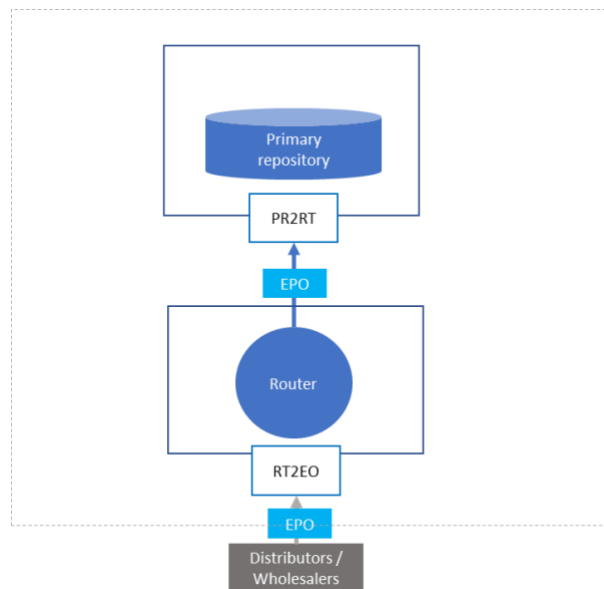 Primary
repository
PR2RT
EPO
Router
RT2EO
EPO
Distributors /
Wholesalers